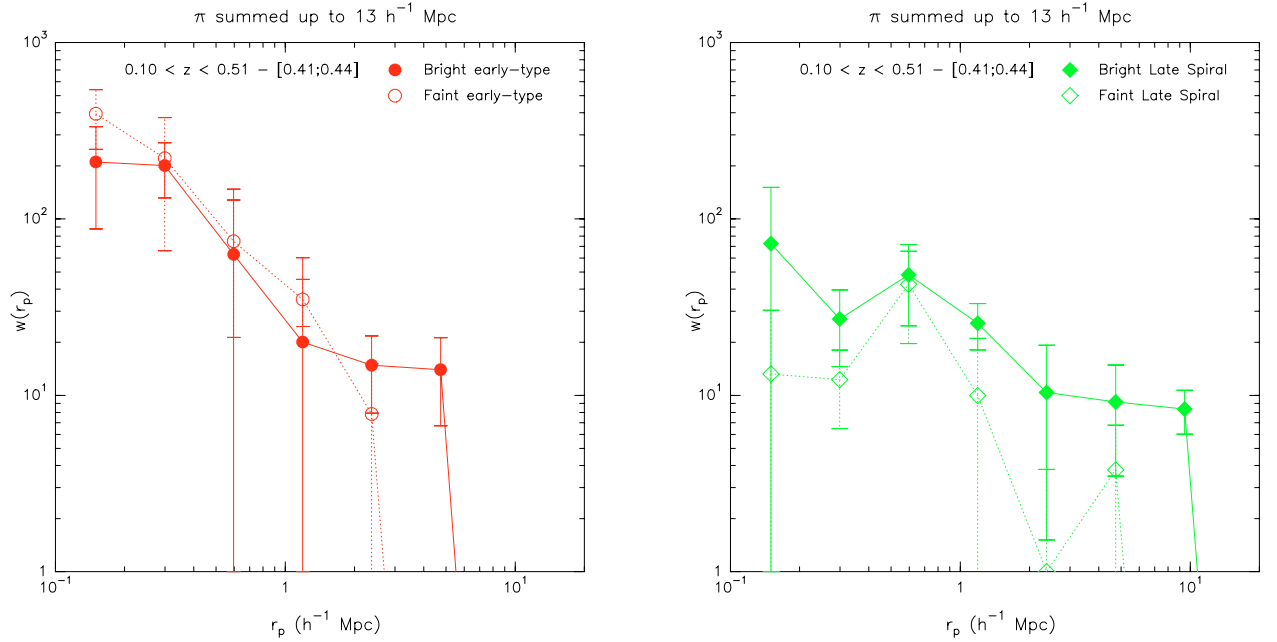 π summed up to 13 h⁻¹ Mpc
0.10 < z < 0.51 – [0.41;0.44]
Bright early–type
Faint early–type
10³
10²
10¹
1
w(rₚ)
10⁻¹
1
10¹
rₚ (h⁻¹ Mpc)
π summed up to 13 h⁻¹ Mpc
0.10 < z < 0.51 – [0.41;0.44]
Bright Late Spiral
Faint Late Spiral
10³
10²
10¹
1
w(rₚ)
10⁻¹
1
10¹
rₚ (h⁻¹ Mpc)